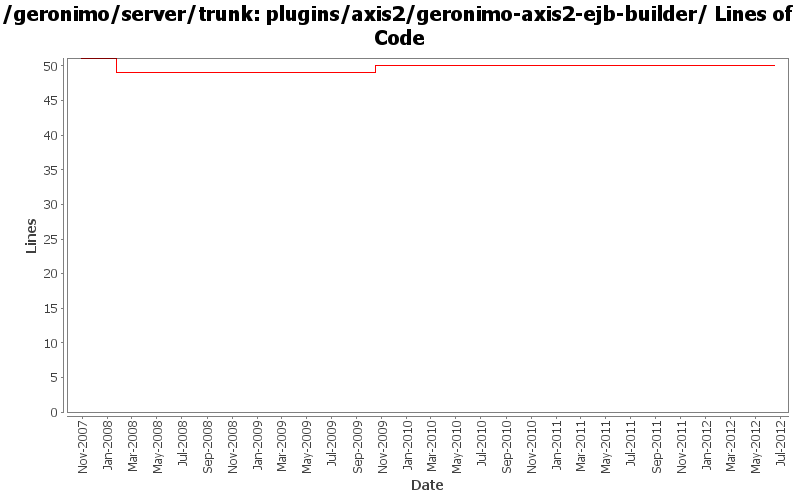 /geronimo/server/trunk: plugins/axis2/geronimo-axis2-ejb-builder/ Lines of
Code
50
45
40
35
30
25
20
15
10
5
0
Lines
Nov-2007
Jan-2008
Mar-2008
May-2008
Jul-2008
Sep-2008
Nov-2008
Jan-2009
Mar-2009
May-2009
Jul-2009
Sep-2009
Nov-2009
Jan-2010
Mar-2010
May-2010
Jul-2010
Sep-2010
Nov-2010
Jan-2011
Mar-2011
May-2011
Jul-2011
Sep-2011
Nov-2011
Jan-2012
Mar-2012
May-2012
Jul-2012
Date